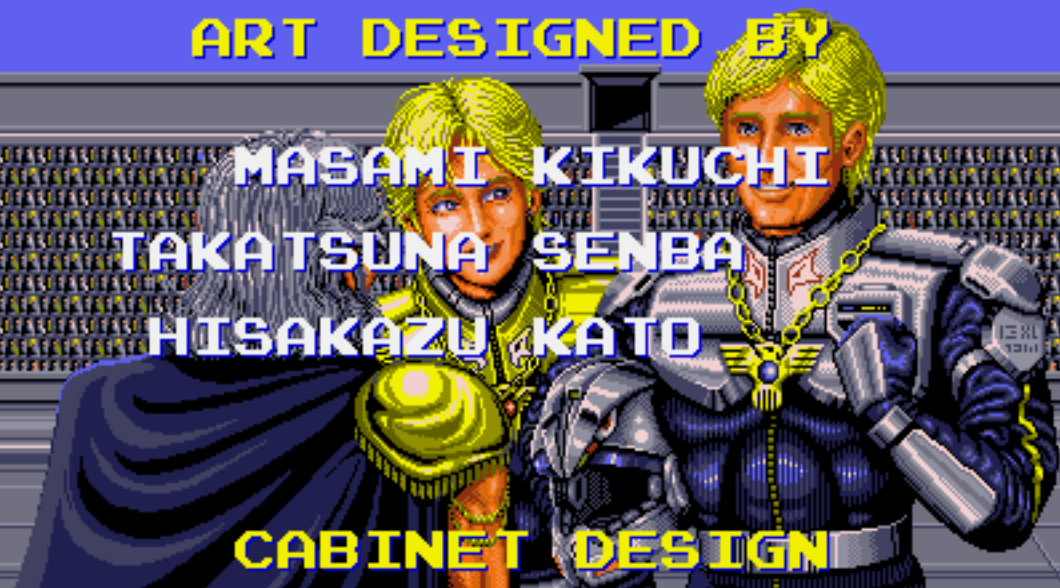 ART DESIGNED BY
MASAMI KIKUCHI
TAKATSUNA SENBA
HISAKAZU KATO
CABINET DESIGN